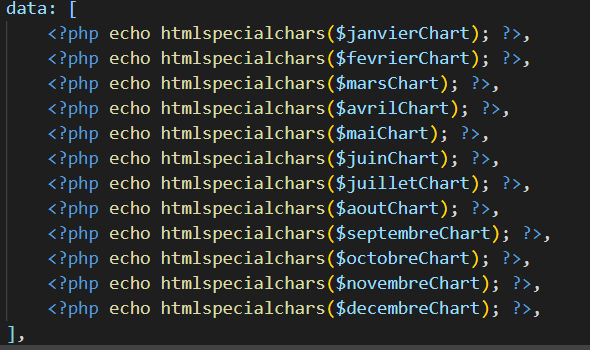 data: [
<?php echo htmlspecialchars($janvierChart); ?>,
<?php echo htmlspecialchars($fevrierChart); ?>,
<?php echo htmlspecialchars($marsChart); ?>,
<?php echo htmlspecialchars($avrilChart); ?>,
<?php echo htmlspecialchars($maiChart); ?>,
<?php echo htmlspecialchars($juinChart); ?>,
<?php echo htmlspecialchars($juilletChart); ?>,
<?php echo htmlspecialchars($aoutChart); ?>,
<?php echo htmlspecialchars($septembreChart); ?>,
<?php echo htmlspecialchars($octobreChart); ?>,
<?php echo htmlspecialchars($novembreChart); ?>,
<?php echo htmlspecialchars($decembreChart); ?>,
],